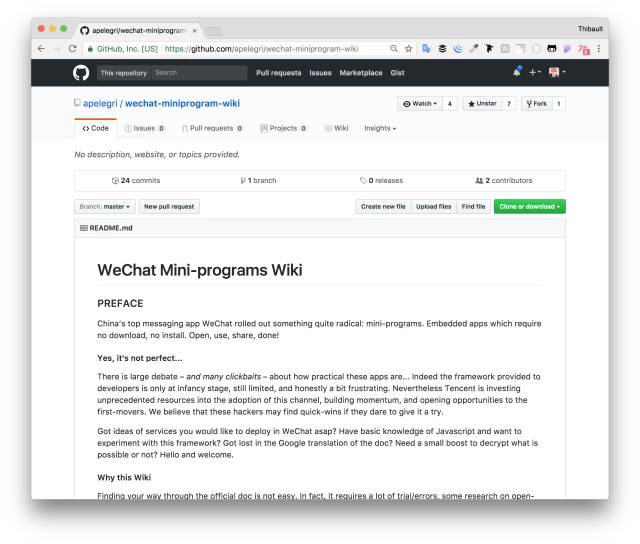 apelegri/wechat-miniprogram-
Thibault
GitHub, Inc. [US] https://github.com/apelegri/wechat-miniprogram-wiki
This repository Search Pull requests Issues Marketplace Gist
apelegri / wechat-miniprogram-wiki
Watch 4 Unstar 7 Fork 1
Code Issues 0 Pull requests 0 Projects 0 Wiki Insights
No description, website, or topics provided.
24 commits 1 branch 0 releases 2 contributors
Branch: master New pull request Create new file Upload files Find file Clone or download
README.md
WeChat Mini-programs Wiki
PREFACE
China's top messaging app WeChat rolled out something quite radical: mini-programs. Embedded apps which require
no download, no install. Open, use, share, done!
Yes, it's not perfect...
There is large debate – and many clickbaits – about how practical these apps are... Indeed the framework provided to
developers is only at infancy stage, still limited, and honestly a bit frustrating. Nevertheless Tencent is investing
unprecedented resources into the adoption of this channel, building momentum, and opening opportunities to the
first-movers. We believe that these hackers may find quick-wins if they dare to give it a try.
Got ideas of services you would like to deploy in WeChat asap? Have basic knowledge of Javascript and want to
experiment with this framework? Got lost in the Google translation of the doc? Need a small boost to decrypt what is
possible or not? Hello and welcome.
Why this Wiki
Finding your way through the official doc is not easy. In fact, it requires a lot of trial/errors, some research on open-